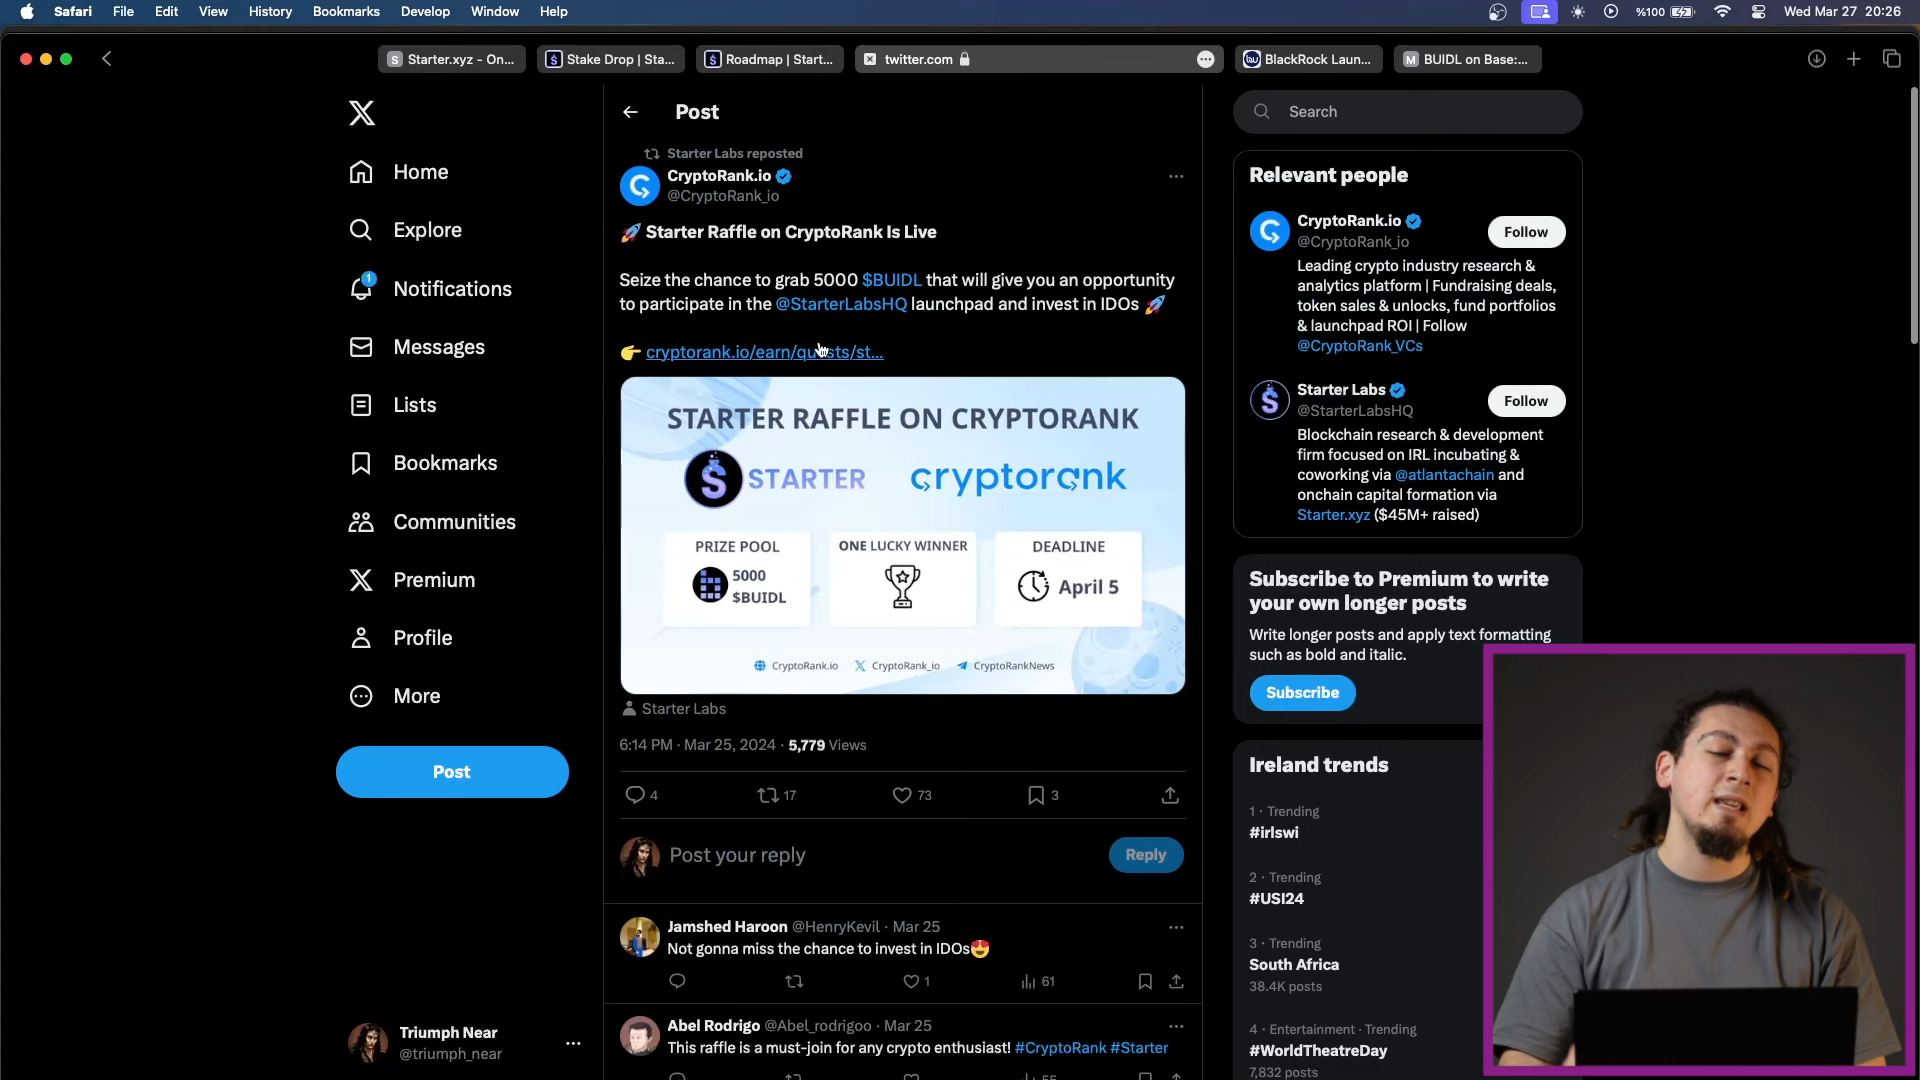 Safari File Edit View History Bookmarks Develop Window Help
%100 Wed Mar 27 20:26
S Starter.xyz - On...
Stake Drop | Sta...
Roadmap | Start...
twitter.com
BlackRock Laun...
M BUIDL on Base:...
Home
Explore
1
Notifications
Messages
Lists
Bookmarks
Communities
Premium
Profile
More
Post
Triumph Near
@triumph_near
Post
Starter Labs reposted
CryptoRank.io
@CryptoRank_io
🚀 Starter Raffle on CryptoRank Is Live
Seize the chance to grab 5000 $BUIDL that will give you an opportunity
to participate in the @StarterLabsHQ launchpad and invest in IDOs 🚀
👉 cryptorank.io/earn/quests/st...
STARTER RAFFLE ON CRYPTORANK
STARTER cryptorank
PRIZE POOL
5000
$BUIDL
ONE LUCKY WINNER
DEADLINE
April 5
CryptoRank.io CryptoRank_io CryptoRankNews
Starter Labs
6:14 PM · Mar 25, 2024 · 5,779 Views
4 17 73 3
Post your reply
Reply
Jamshed Haroon @HenryKevil · Mar 25
Not gonna miss the chance to invest in IDOs😍
1 61
Abel Rodrigo @Abel_rodrigoo · Mar 25
This raffle is a must-join for any crypto enthusiast! #CryptoRank #Starter
Search
Relevant people
CryptoRank.io
@CryptoRank_io
Follow
Leading crypto industry research &
analytics platform | Fundraising deals,
token sales & unlocks, fund portfolios
& launchpad ROI | Follow
@CryptoRank_VCs
Starter Labs
@StarterLabsHQ
Follow
Blockchain research & development
firm focused on IRL incubating &
coworking via @atlantachain and
onchain capital formation via
Starter.xyz ($45M+ raised)
Subscribe to Premium to write
your own longer posts
Write longer posts and apply text formatting
such as bold and italic.
Subscribe
Ireland trends
1 · Trending
#irlswi
2 · Trending
#USI24
3 · Trending
South Africa
38.4K posts
4 · Entertainment · Trending
#WorldTheatreDay
7,832 posts